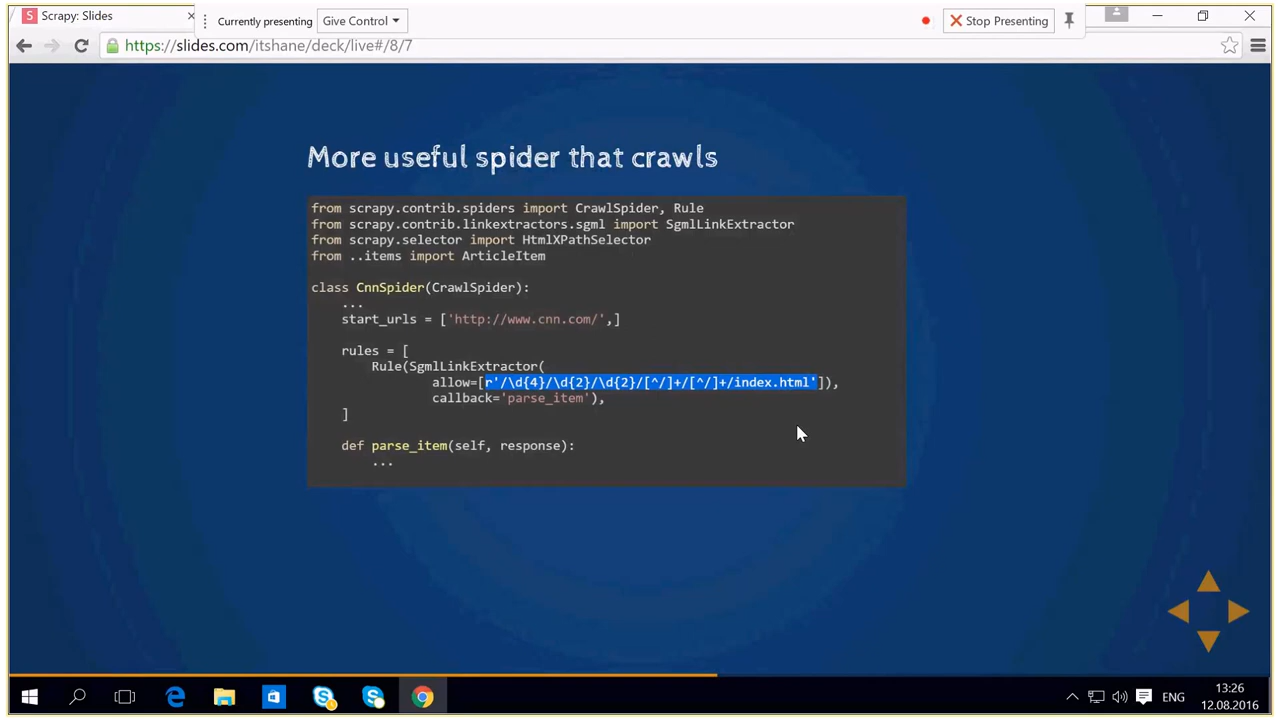 Scrapy: Slides
Currently presenting
Give Control
Stop Presenting
https://slides.com/itshane/deck/live#/8/7
More useful spider that crawls
from scrapy.contrib.spiders import CrawlSpider, Rule
from scrapy.contrib.linkextractors.sgml import SgmlLinkExtractor
from scrapy.selector import HtmlXPathSelector
from ..items import ArticleItem
class CnnSpider(CrawlSpider):
...
start_urls = ['http://www.cnn.com/',]
rules = [
Rule(SgmlLinkExtractor(
allow=[r'/\d{4}/\d{2}/\d{2}/[^/]+/[^/]+/index.html']),
callback='parse_item'),
]
def parse_item(self, response):
...
ENG
13:26
12.08.2016